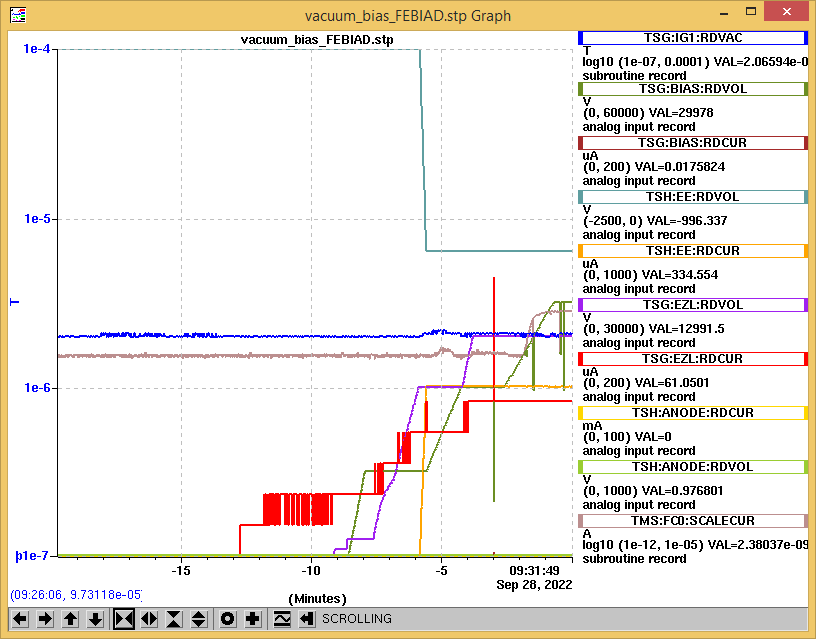 vacuum_bias_FEBIAD.stp Graph
vacuum_bias_FEBIAD.stp
1e-4
1e-5
T
1e-6
1e-7
-15
-10
-5
09:31:49
Sep 28, 2022
(Minutes)
(09:26:06, 9.73118e-05)
SCROLLING
TSG:IG1:RDVAC
T
log10 (1e-07, 0.0001) VAL=2.06594e-0
subroutine record
TSG:BIAS:RDVOL
V
(0, 60000) VAL=29978
analog input record
TSG:BIAS:RDCUR
uA
(0, 200) VAL=0.0175824
analog input record
TSH:EE:RDVOL
V
(-2500, 0) VAL=-996.337
analog input record
TSH:EE:RDCUR
uA
(0, 1000) VAL=334.554
analog input record
TSG:EZL:RDVOL
V
(0, 30000) VAL=12991.5
analog input record
TSG:EZL:RDCUR
uA
(0, 200) VAL=61.0501
analog input record
TSH:ANODE:RDCUR
mA
(0, 100) VAL=0
analog input record
TSH:ANODE:RDVOL
V
(0, 1000) VAL=0.976801
analog input record
TMS:FC0:SCALECUR
A
log10 (1e-12, 1e-05) VAL=2.38037e-09
subroutine record